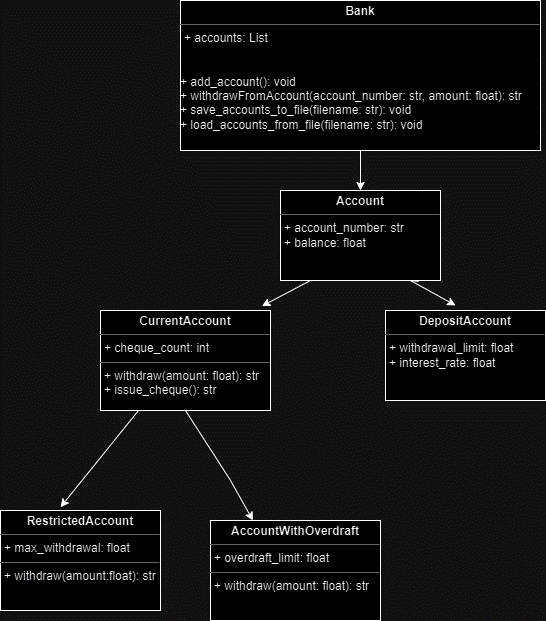 Bank
+ accounts: List
+ add_account(): void
+ withdrawFromAccount(account_number: str, amount: float): str
+ save_accounts_to_file(filename: str): void
+ load_accounts_from_file(filename: str): void
Account
+ account_number: str
+ balance: float
CurrentAccount
+ cheque_count: int
+ withdraw(amount: float): str
+ issue_cheque(): str
DepositAccount
+ withdrawal_limit: float
+ interest_rate: float
RestrictedAccount
+ max_withdrawal: float
+ withdraw(amount:float): str
AccountWithOverdraft
+ overdraft_limit: float
+ withdraw(amount: float): str